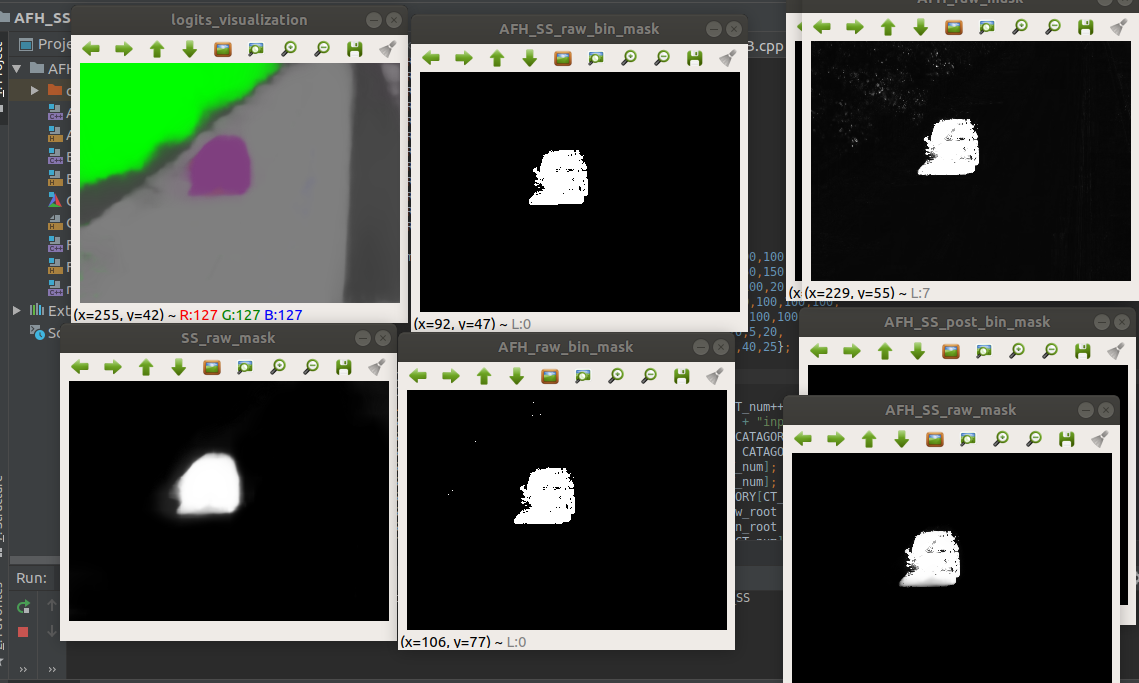 AFH_SS
logits_visualization
AFH_SS_raw_bin_mask
AFH_raw_mask
3.cpp
Proje
AFH
(x=255, y=42) ~ R:127 G:127 B:127
(x=92, y=47) ~ L:0
(x=229, y=55) ~ L:7
Ext
Sc
SS_raw_mask
AFH_raw_bin_mask
AFH_SS_post_bin_mask
AFH_SS_raw_mask
0,100
0,150
00,20
0,100,100,100,
100,100
0,5,20,
,40,25};
T_num++
+ "inp
CATAGOR
CATAGO
_num];
_num];
ORY[CT_
w_root
n_root
(x=106, y=77) ~ L:0
Run:
_SS